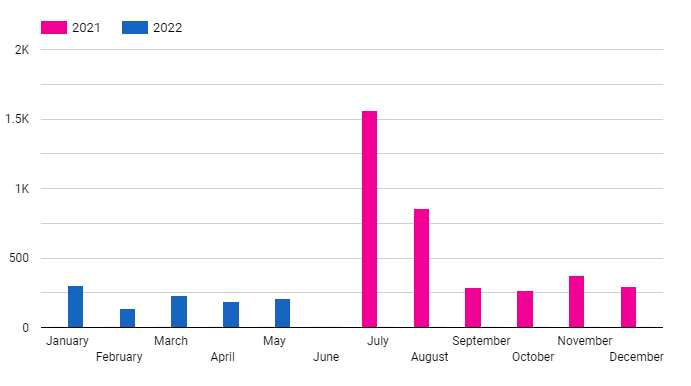 2021 2022
2K
1.5K
1K
500
0
January March May July September November
February April June August October December